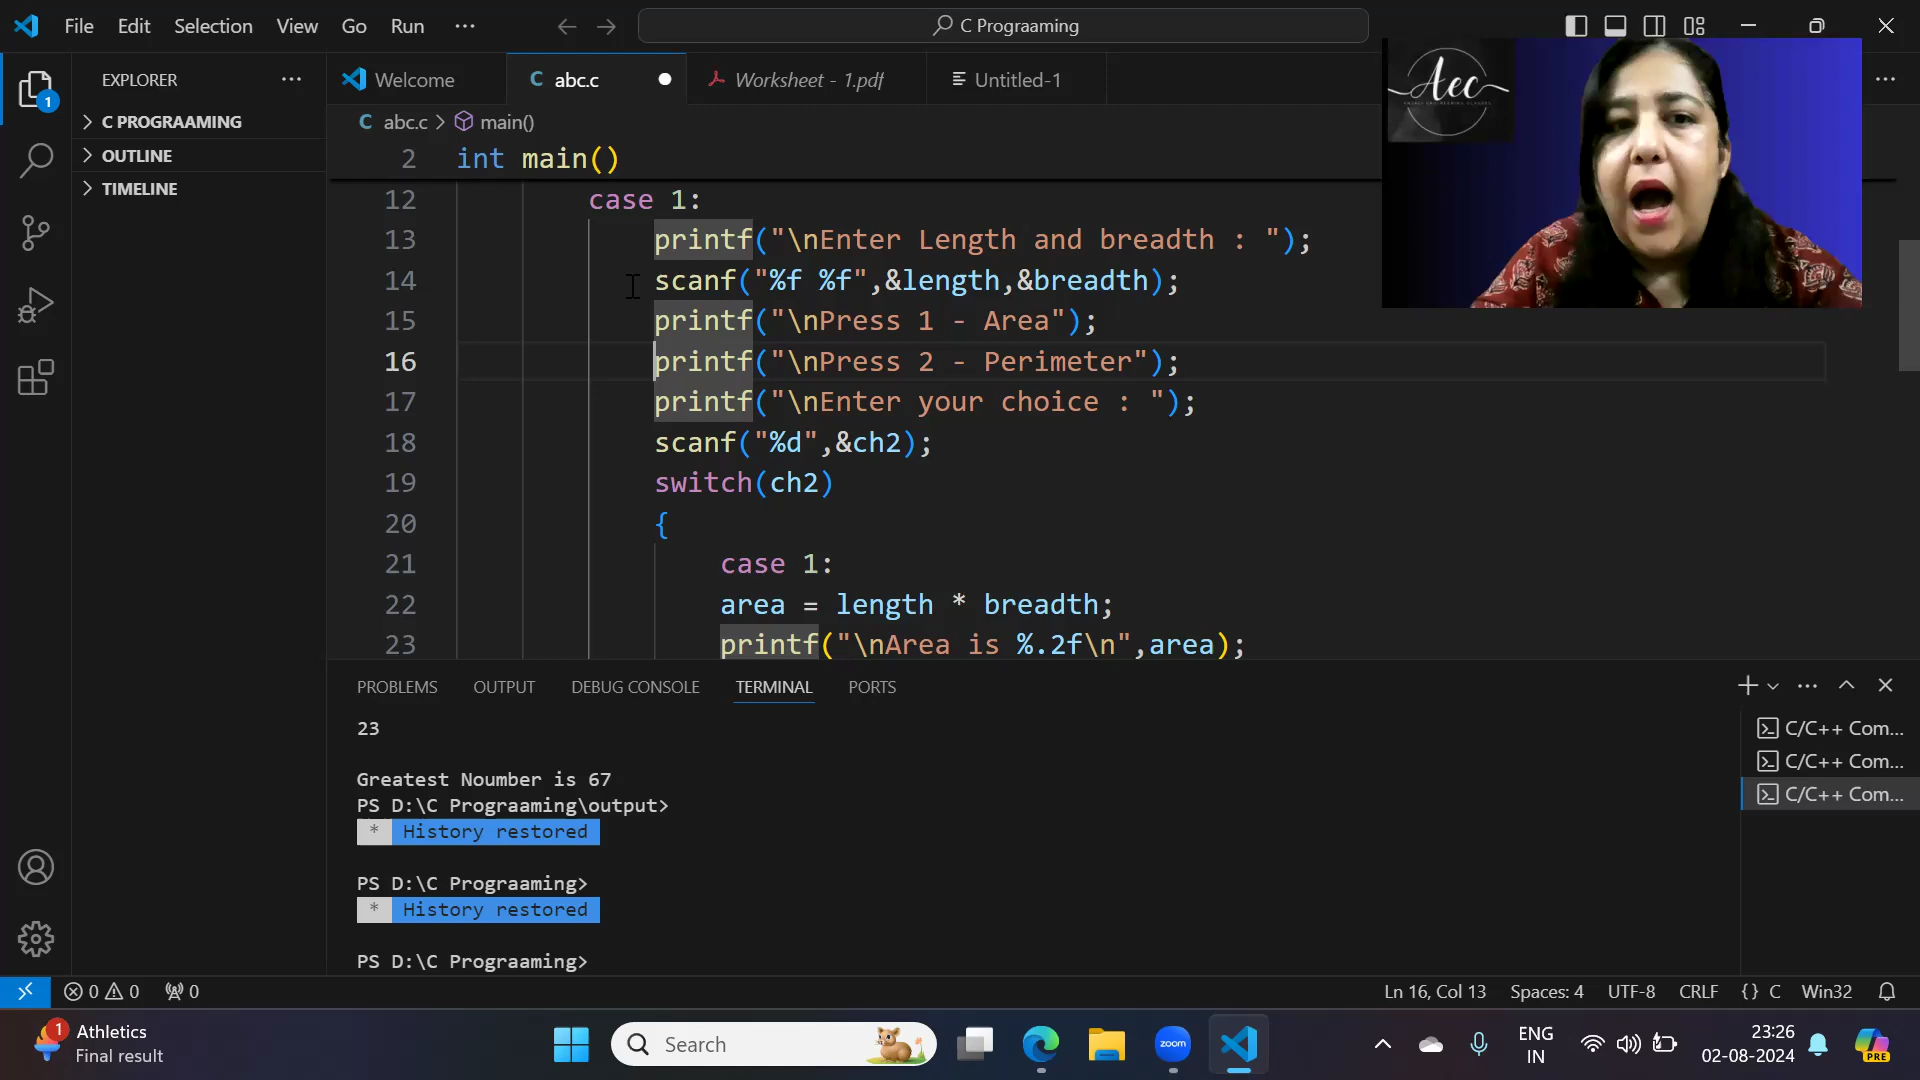 File Edit Selection View Go Run ...
C Prograaming
EXPLORER ...
Welcome
abc.c
Worksheet - 1.pdf
Untitled-1
Aec
C PROGRAAMING
OUTLINE
TIMELINE
C abc.c > main()
2 int main()
12 case 1:
13 printf("\nEnter Length and breadth : ");
14 scanf("%f %f",&length,&breadth);
15 printf("\nPress 1 - Area");
16 printf("\nPress 2 - Perimeter");
17 printf("\nEnter your choice : ");
18 scanf("%d",&ch2);
19 switch(ch2)
20 {
21 case 1:
22 area = length * breadth;
23 printf("\nArea is %.2f\n",area);
PROBLEMS OUTPUT DEBUG CONSOLE TERMINAL PORTS
23
Greatest Noumber is 67
PS D:\C Prograaming\output>
* History restored
PS D:\C Prograaming>
* History restored
PS D:\C Prograaming>
C/C++ Com...
C/C++ Com...
C/C++ Com...
0 0 0
Ln 16, Col 13 Spaces: 4 UTF-8 CRLF {} C Win32
1
Athletics
Final result
Search
zoom
ENG
IN
23:26
02-08-2024
PRE